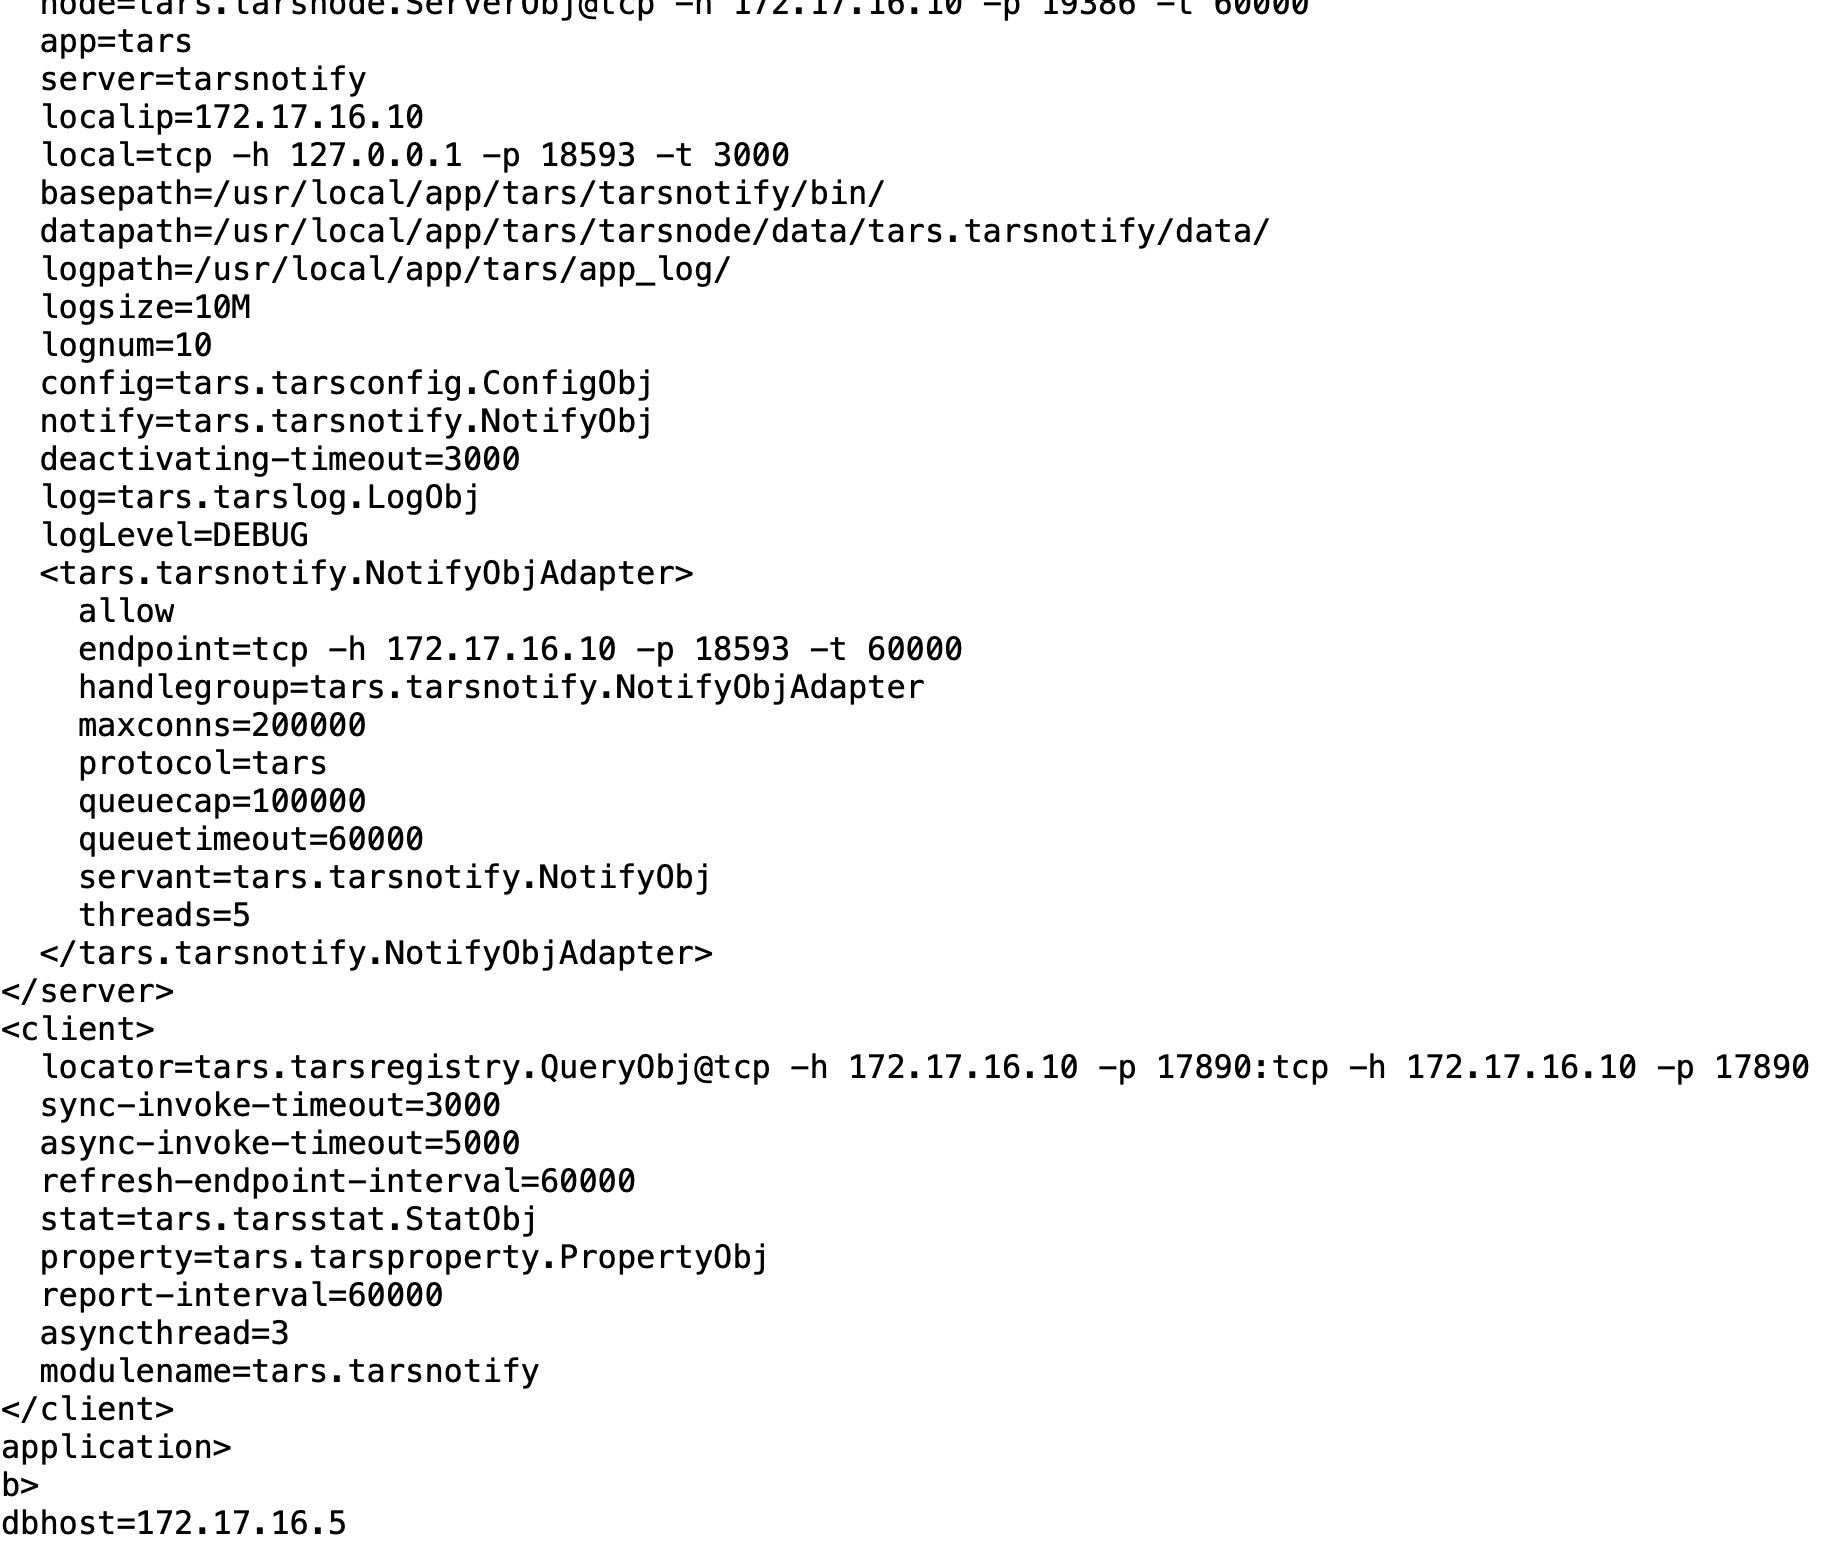 node=tars.tarsnode.ServerObj@tcp -h 172.17.16.10 -p 19386 -t 60000
app=tars
server=tarsnotify
localip=172.17.16.10
local=tcp -h 127.0.0.1 -p 18593 -t 3000
basepath=/usr/local/app/tars/tarsnotify/bin/
datapath=/usr/local/app/tars/tarsnode/data/tars.tarsnotify/data/
logpath=/usr/local/app/tars/app_log/
logsize=10M
lognum=10
config=tars.tarsconfig.ConfigObj
notify=tars.tarsnotify.NotifyObj
deactivating-timeout=3000
log=tars.tarslog.LogObj
logLevel=DEBUG
<tars.tarsnotify.NotifyObjAdapter>
allow
endpoint=tcp -h 172.17.16.10 -p 18593 -t 60000
handlegroup=tars.tarsnotify.NotifyObjAdapter
maxconns=200000
protocol=tars
queuecap=100000
queuetimeout=60000
servant=tars.tarsnotify.NotifyObj
threads=5
</tars.tarsnotify.NotifyObjAdapter>
</server>
<client>
locator=tars.tarsregistry.QueryObj@tcp -h 172.17.16.10 -p 17890:tcp -h 172.17.16.10 -p 17890
sync-invoke-timeout=3000
async-invoke-timeout=5000
refresh-endpoint-interval=60000
stat=tars.tarsstat.StatObj
property=tars.tarsproperty.PropertyObj
report-interval=60000
asyncthread=3
modulename=tars.tarsnotify
</client>
application>
b>
dbhost=172.17.16.5